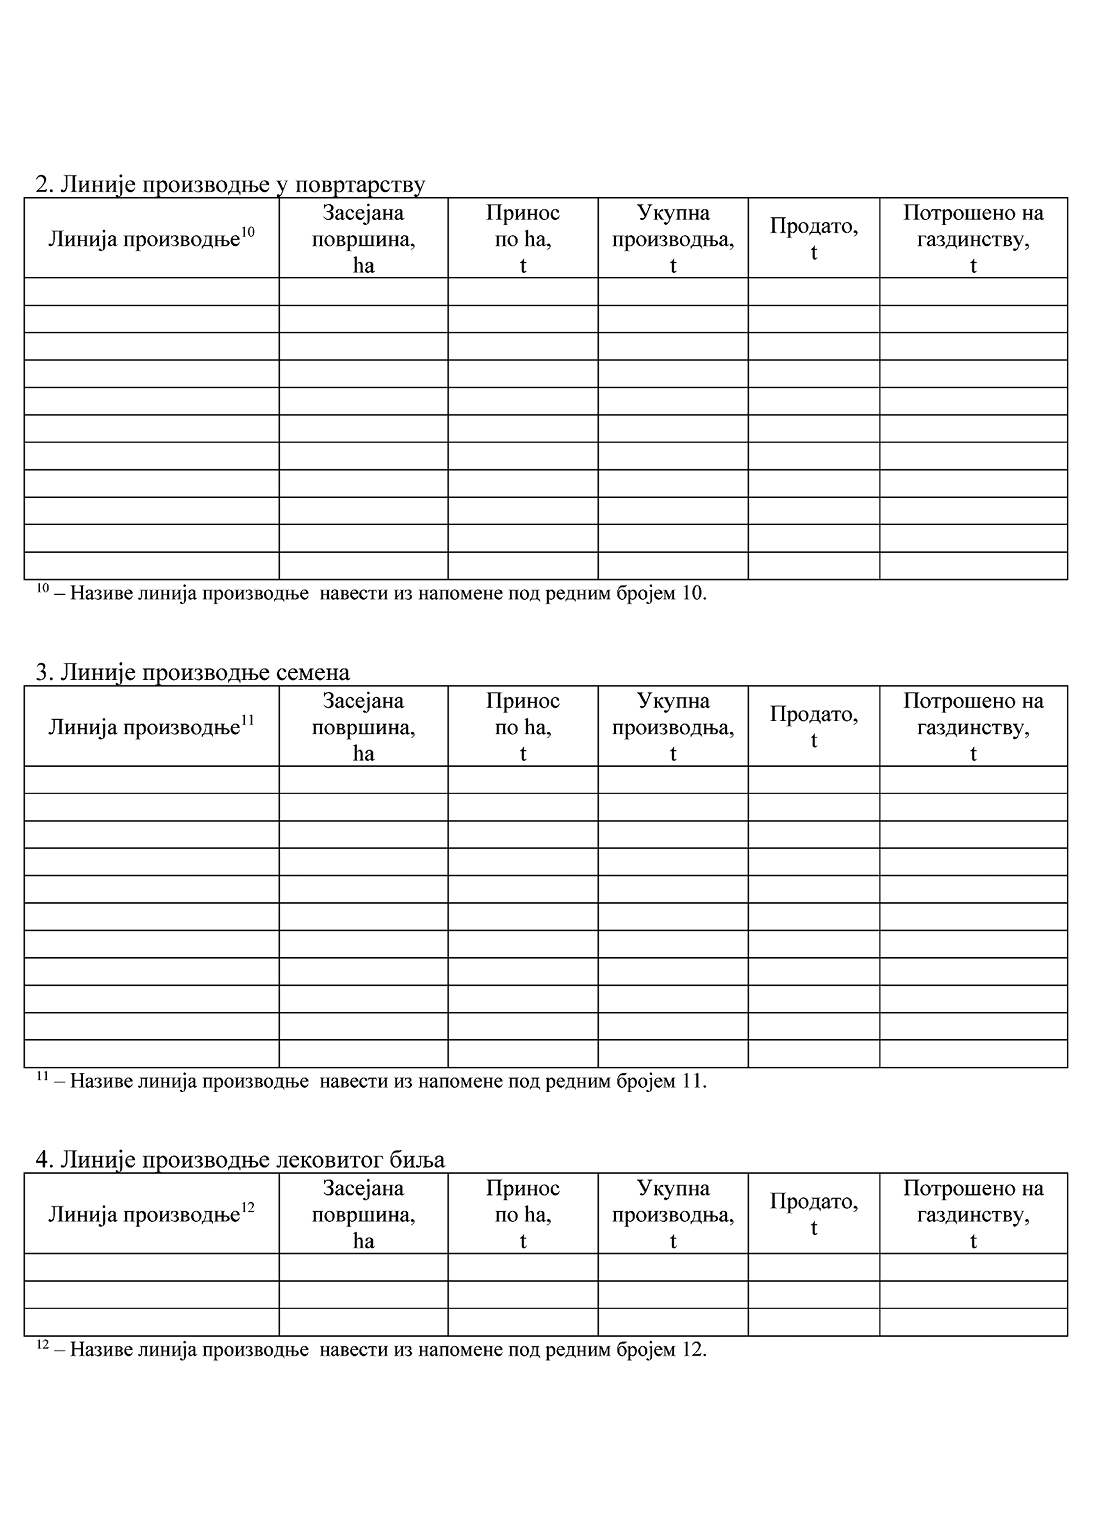 2. Линије производње у повртарству
Линија производње10
Засејана
површина,
ha
Принос
по ha,
t
Укупна
производња,
t
Продато,
t
Потрошено на
газдинству,
t
10 – Називе линија производње  навести из напомене под редним бројем 10.
3. Линије производње семена
Линија производње11
Засејана
површина,
ha
Принос
по ha,
t
Укупна
производња,
t
Продато,
t
Потрошено на
газдинству,
t
11 – Називе линија производње  навести из напомене под редним бројем 11.
4. Линије производње лековитог биља
Линија производње12
Засејана
површина,
ha
Принос
по ha,
t
Укупна
производња,
t
Продато,
t
Потрошено на
газдинству,
t
12 – Називе линија производње  навести из напомене под редним бројем 12.